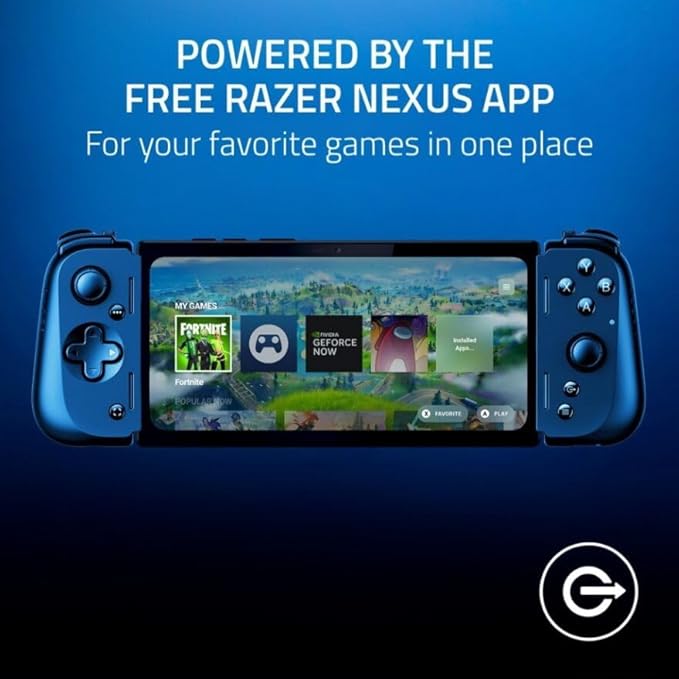 POWERED BY THE
FREE RAZER NEXUS APP
For your favorite games in one place
MY GAMES
FORTNITE
NVIDIA
GEFORCE
NOW
Installed
Apps...
Fortnite
POPULAR NOW
X FAVORITE
A PLAY
Y
X
B
A